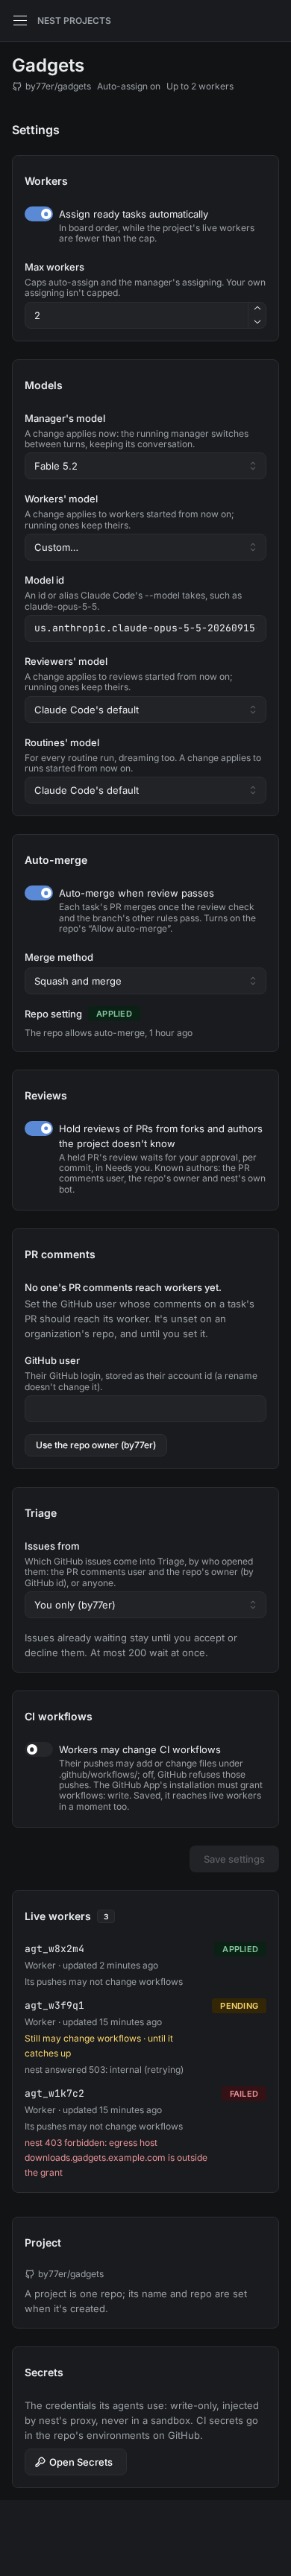 NEST PROJECTS
Gadgets
by77er/gadgets Auto-assign on Up to 2 workers
Settings
Workers
Assign ready tasks automatically
In board order, while the project's live workers
are fewer than the cap.
Max workers
Caps auto-assign and the manager's assigning. Your own
assigning isn't capped.
2
Models
Manager's model
A change applies now: the running manager switches
between turns, keeping its conversation.
Fable 5.2
Workers' model
A change applies to workers started from now on;
running ones keep theirs.
Custom...
Model id
An id or alias Claude Code's --model takes, such as
claude-opus-5-5.
us.anthropic.claude-opus-5-5-20260915
Reviewers' model
A change applies to reviews started from now on;
running ones keep theirs.
Claude Code's default
Routines' model
For every routine run, dreaming too. A change applies to
runs started from now on.
Claude Code's default
Auto-merge
Auto-merge when review passes
Each task's PR merges once the review check
and the branch's other rules pass. Turns on the
repo's “Allow auto-merge”.
Merge method
Squash and merge
Repo setting APPLIED
The repo allows auto-merge, 1 hour ago
Reviews
Hold reviews of PRs from forks and authors
the project doesn't know
A held PR's review waits for your approval, per
commit, in Needs you. Known authors: the PR
comments user, the repo's owner and nest's own
bot.
PR comments
No one's PR comments reach workers yet.
Set the GitHub user whose comments on a task's
PR should reach its worker. It's unset on an
organization's repo, and until you set it.
GitHub user
Their GitHub login, stored as their account id (a rename
doesn't change it).
Use the repo owner (by77er)
Triage
Issues from
Which GitHub issues come into Triage, by who opened
them: the PR comments user and the repo's owner (by
GitHub id), or anyone.
You only (by77er)
Issues already waiting stay until you accept or
decline them. At most 200 wait at once.
CI workflows
Workers may change CI workflows
Their pushes may add or change files under
.github/workflows/; off, GitHub refuses those
pushes. The GitHub App's installation must grant
workflows: write. Saved, it reaches live workers
in a moment too.
Save settings
Live workers 3
agt_w8x2m4 APPLIED
Worker · updated 2 minutes ago
Its pushes may not change workflows
agt_w3f9q1 PENDING
Worker · updated 15 minutes ago
Still may change workflows · until it
catches up
nest answered 503: internal (retrying)
agt_w1k7c2 FAILED
Worker · updated 15 minutes ago
Its pushes may not change workflows
nest 403 forbidden: egress host
downloads.gadgets.example.com is outside
the grant
Project
by77er/gadgets
A project is one repo; its name and repo are set
when it's created.
Secrets
The credentials its agents use: write-only, injected
by nest's proxy, never in a sandbox. CI secrets go
in the repo's environments on GitHub.
Open Secrets